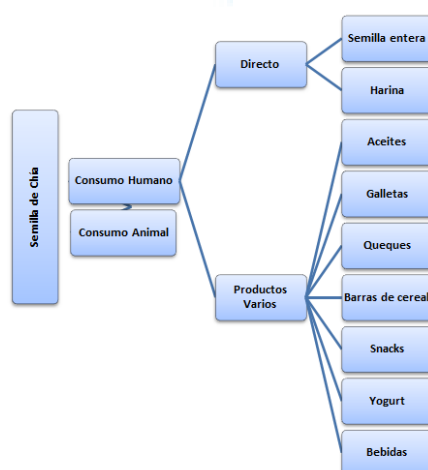 Semilla de Chia
Consumo Humano
Consumo Animal
Directo
Productos
Varios
Semilla entera
Harina
Aceites
Galletas
Queques
Barras de cereal
Snacks
Yogurt
Bebidas